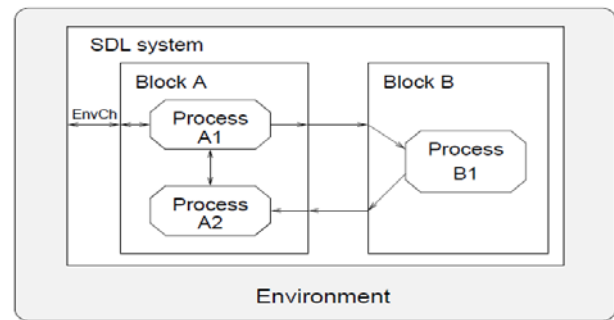 SDL system
Block A
Block B
EnvCh
Process
A1
Process
B1
Process
A2
Environment